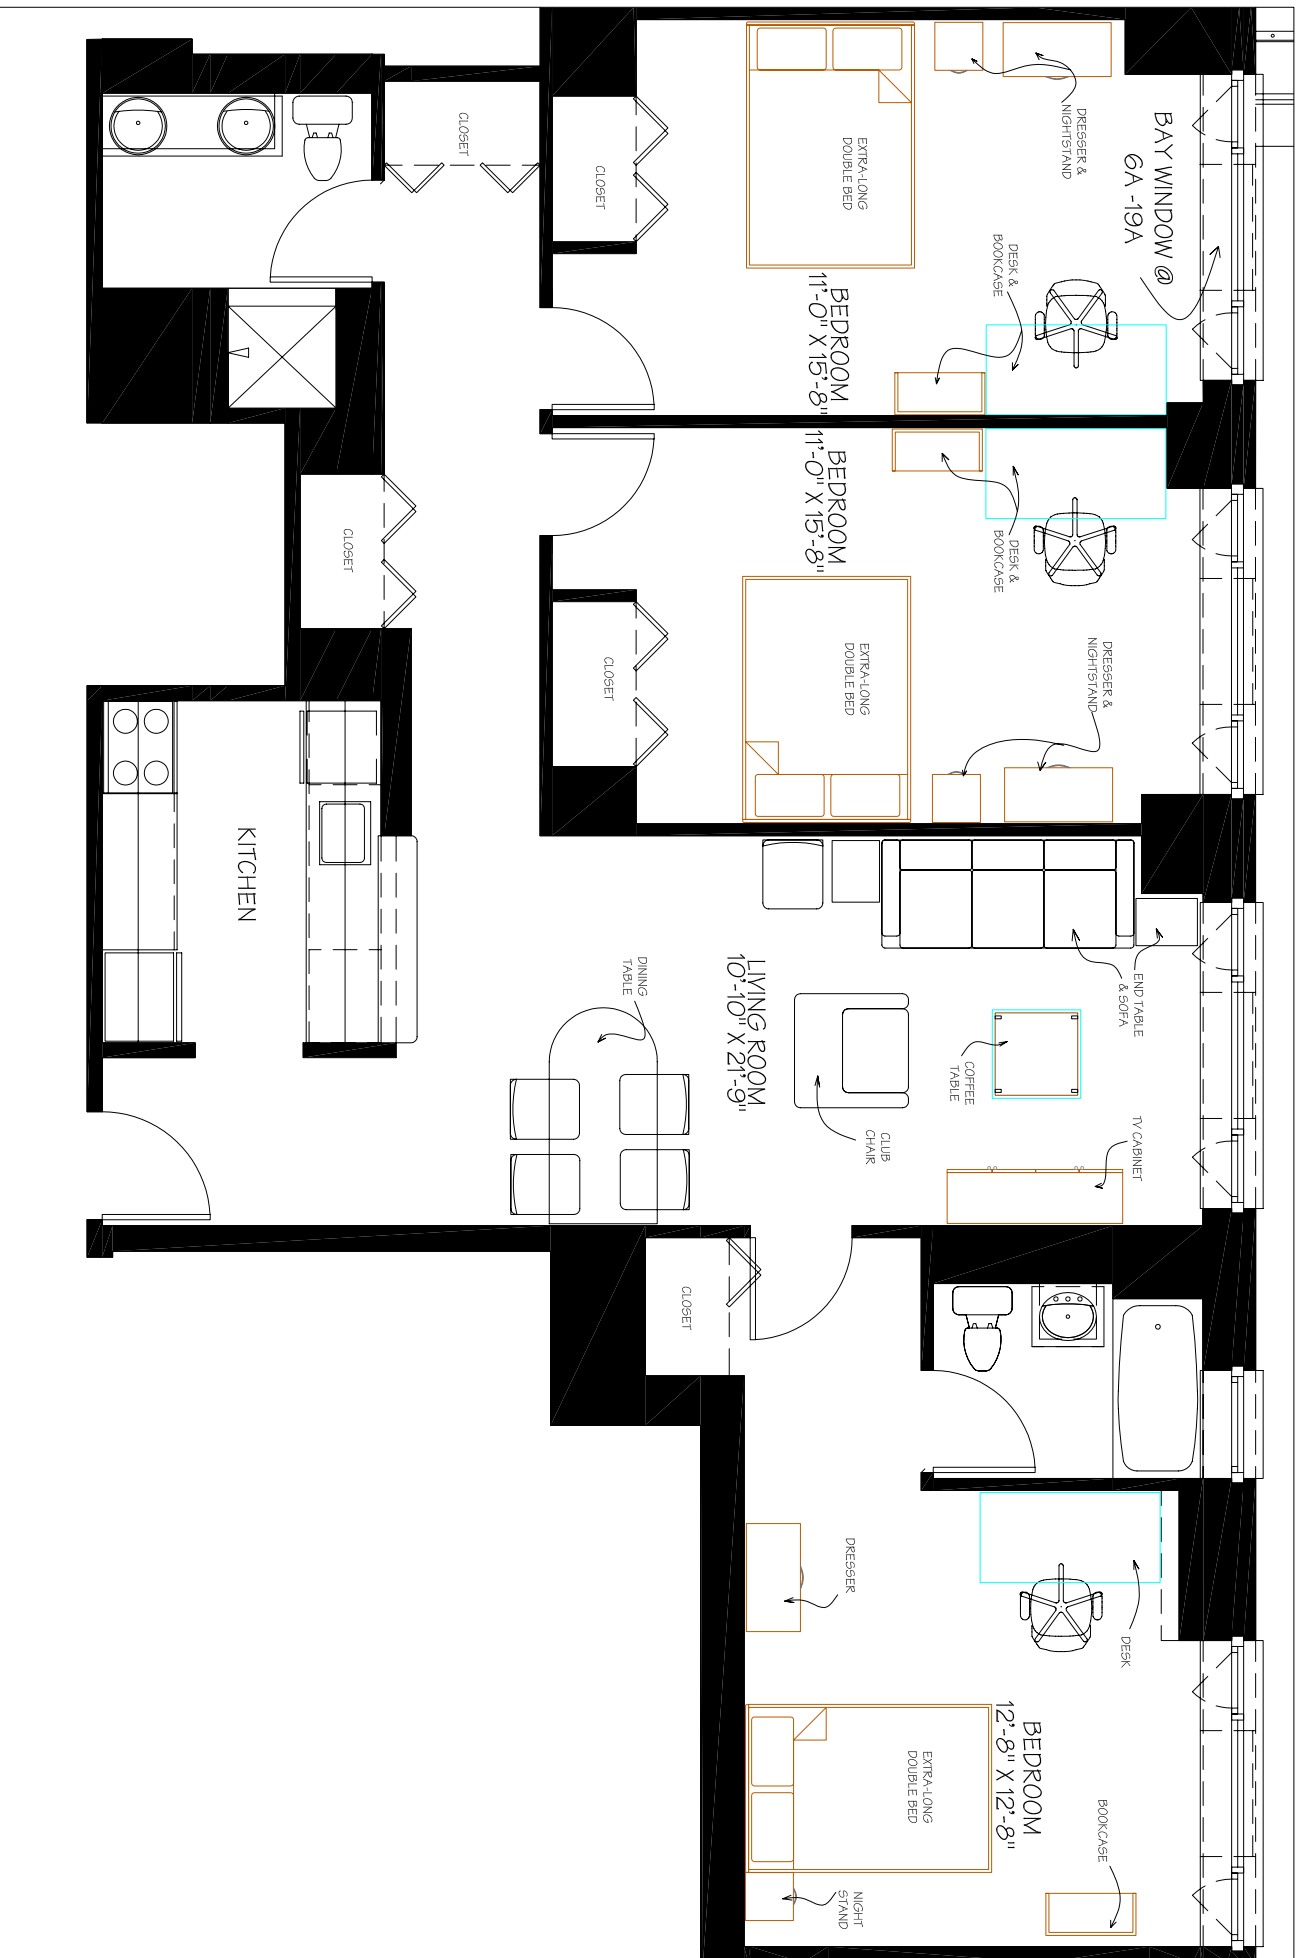 BAY WINDOW @
6A -19A
DRESSER &
NIGHTSTAND
EXTRA-LONG
DOUBLE BED
CLOSET
CLOSET
DESK &
BOOKCASE
BEDROOM
11'-0" X 15'-8"
BEDROOM
11'-0" X 15'-8"
DESK &
BOOKCASE
CLOSET
DRESSER &
NIGHTSTAND
EXTRA-LONG
DOUBLE BED
CLOSET
KITCHEN
END TABLE
& SOFA
LIVING ROOM
10'-10" X 21'-9"
DINING
TABLE
COFFEE
TABLE
CLUB
CHAIR
TV CABINET
CLOSET
DRESSER
DESK
BEDROOM
12'-8" X 12'-8"
EXTRA-LONG
DOUBLE BED
BOOKCASE
NIGHT
STAND